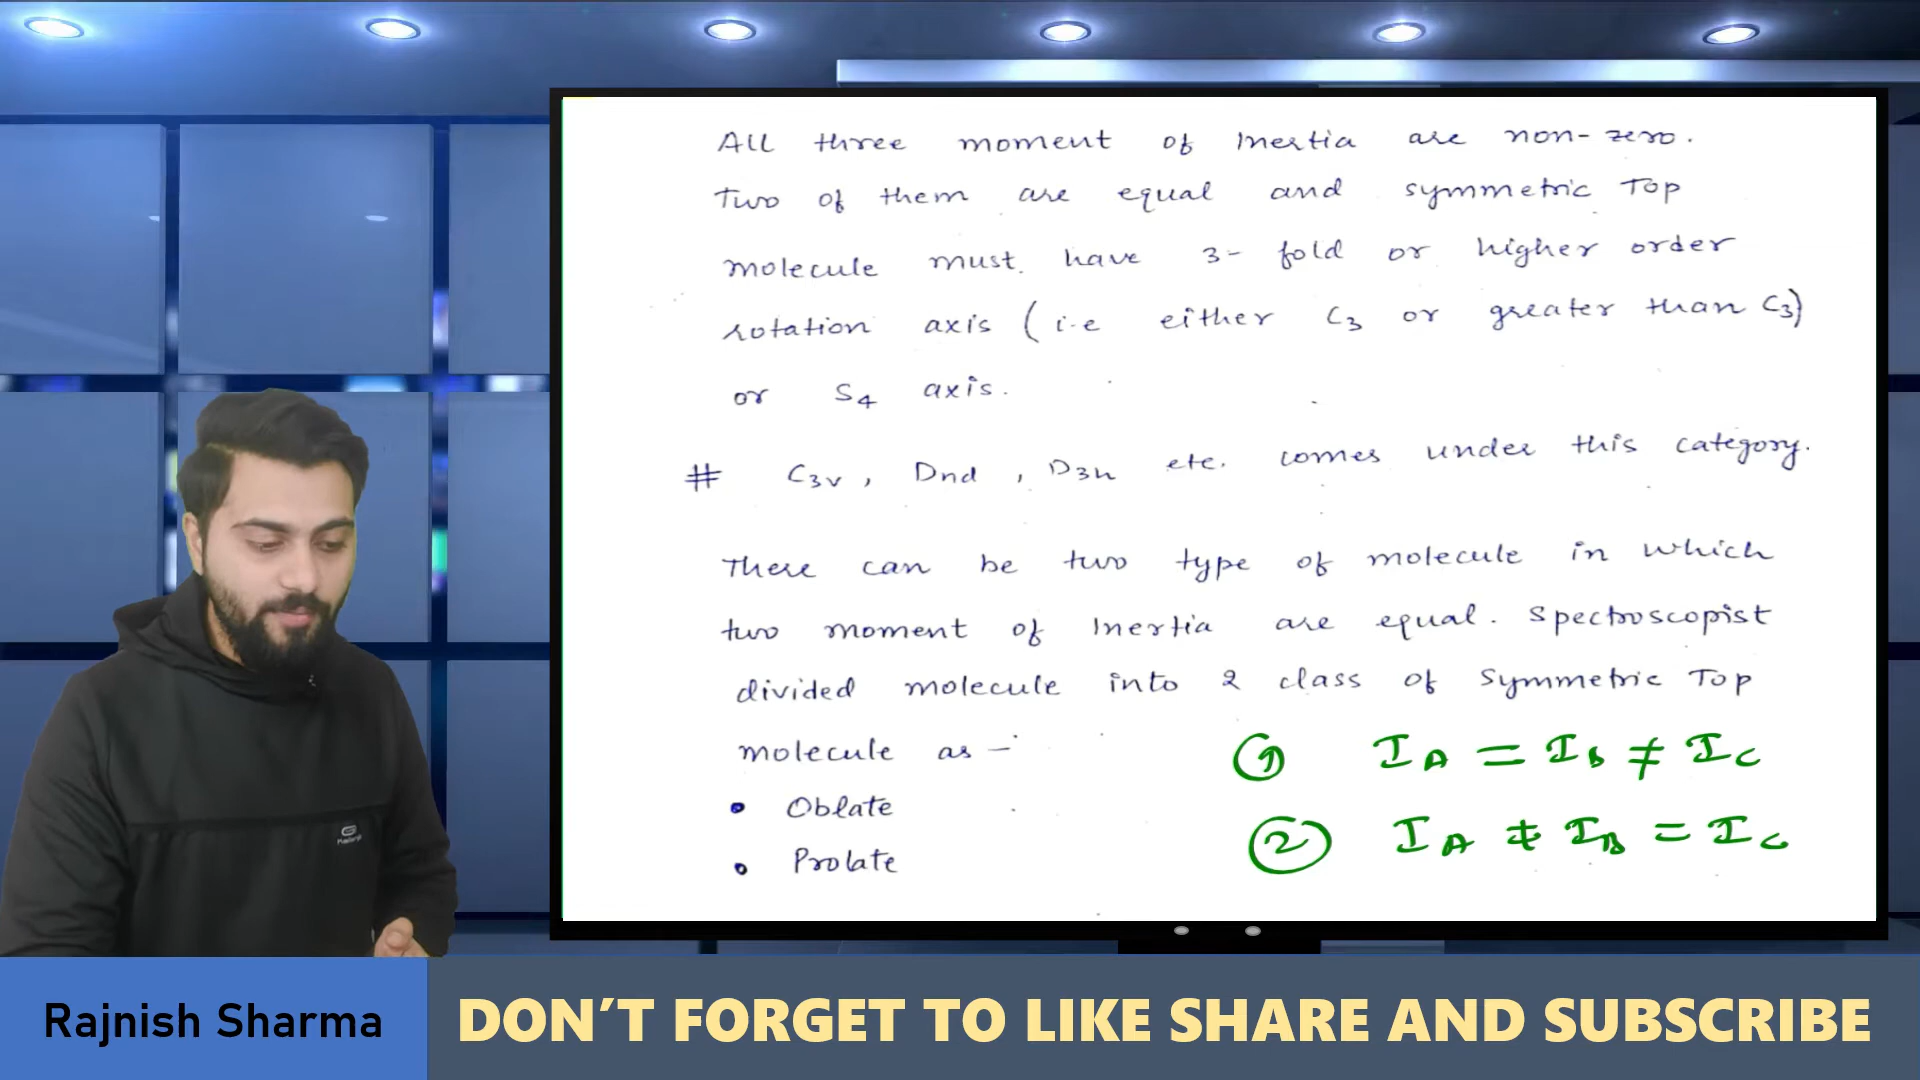 All three moment of Inertia are non-zero.
Two of them are equal and symmetric Top
molecule must have 3- fold or higher order
rotation axis (i.e either C3 or greater than C3)
or S4 axis.
# C3v, Dnd, D3h etc. comes under this category.
There can be two type of molecule in which
two moment of Inertia are equal. Spectroscopist
divided molecule into 2 class of Symmetric Top
molecule as -
① IA = IB ≠ IC
• Oblate
② IA ≠ IB = IC
• Prolate
Rajnish Sharma
DON'T FORGET TO LIKE SHARE AND SUBSCRIBE